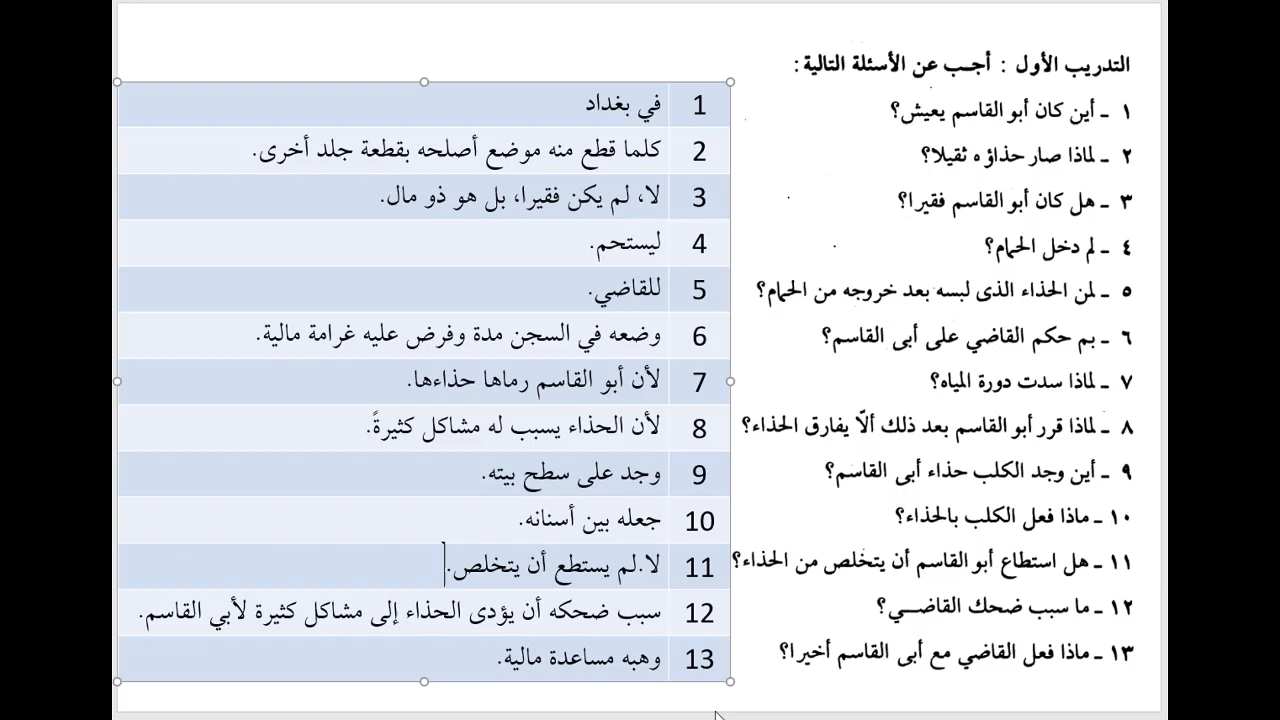 التدريب الأول : أجب عن الأسئلة التالية :
١ ـ أين كان أبو القاسم يعيش؟
٢ ـ لماذا صار حذاؤه ثقيلا؟
٣ ـ هل كان أبو القاسم فقيرا؟
٤ ـ لم دخل الحمام؟
٥ ـ لمن الحذاء الذى لبسه بعد خروجه من الحمام؟
٦ ـ بم حكم القاضي على أبى القاسم؟
٧ ـ لماذا سدت دورة المياه؟
٨ ـ لماذا قرر أبو القاسم بعد ذلك ألّا يفارق الحذاء؟
٩ ـ أين وجد الكلب حذاء أبى القاسم؟
١٠ ـ ماذا فعل الكلب بالحذاء؟
١١ ـ هل استطاع أبو القاسم أن يتخلص من الحذاء؟
١٢ ـ ما سبب ضحك القاضـي؟
١٣ ـ ماذا فعل القاضي مع أبى القاسم أخيرا؟
1 في بغداد
2 كلما قطع منه موضع أصلحه بقطعة جلد أخرى.
3 لا، لم يكن فقيرا، بل هو ذو مال.
4 ليستحم.
5 للقاضي.
6 وضعه في السجن مدة وفرض عليه غرامة مالية.
7 لأن أبو القاسم رماها حذاءها.
8 لأن الحذاء يسبب له مشاكل كثيرةً.
9 وجد على سطح بيته.
10 جعله بين أسنانه.
11 لا.لم يستطع أن يتخلص.
12 سبب ضحكه أن يؤدى الحذاء إلى مشاكل كثيرة لأبي القاسم.
13 وهبه مساعدة مالية.